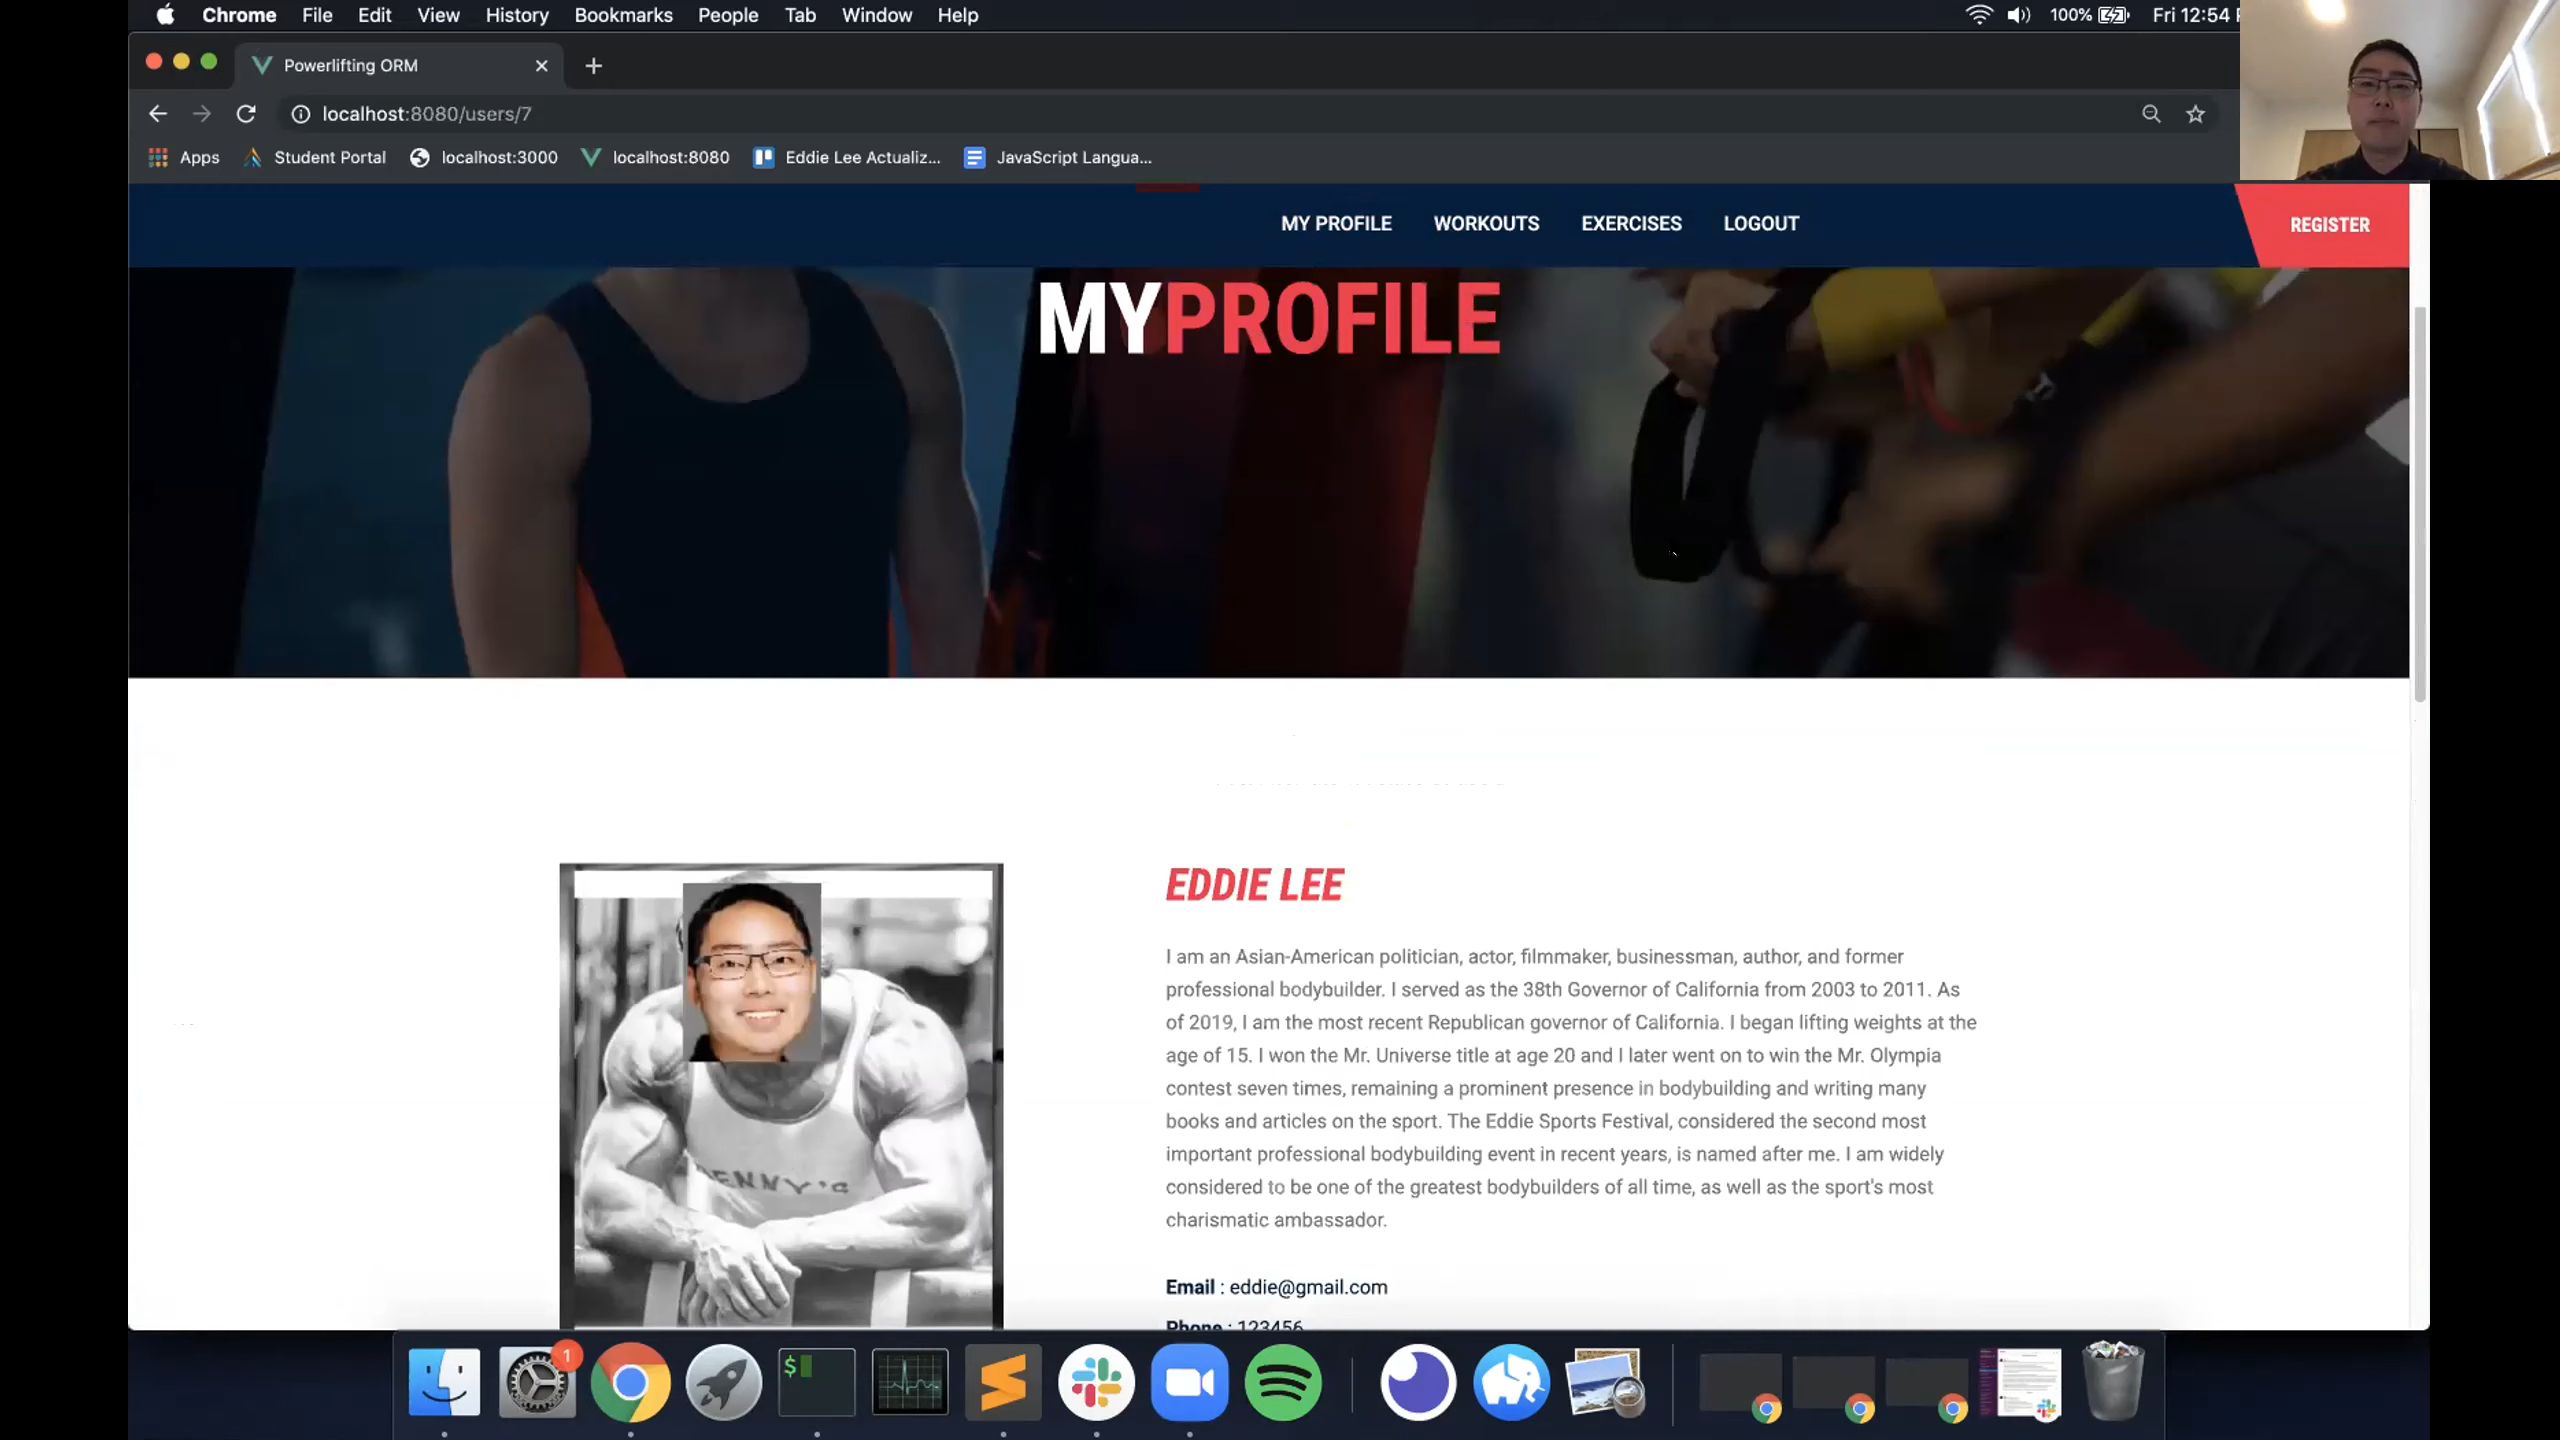 Chrome File Edit View History Bookmarks People Tab Window Help 100% Fri 12:54
Powerlifting ORM
localhost:8080/users/7
Apps Student Portal localhost:3000 localhost:8080 Eddie Lee Actualiz... JavaScript Langua...
MY PROFILE WORKOUTS EXERCISES LOGOUT REGISTER
MYPROFILE
EDDIE LEE
I am an Asian-American politician, actor, filmmaker, businessman, author, and former
professional bodybuilder. I served as the 38th Governor of California from 2003 to 2011. As
of 2019, I am the most recent Republican governor of California. I began lifting weights at the
age of 15. I won the Mr. Universe title at age 20 and I later went on to win the Mr. Olympia
contest seven times, remaining a prominent presence in bodybuilding and writing many
books and articles on the sport. The Eddie Sports Festival, considered the second most
important professional bodybuilding event in recent years, is named after me. I am widely
considered to be one of the greatest bodybuilders of all time, as well as the sport's most
charismatic ambassador.
Email : eddie@gmail.com
Phone : 123456
1
$